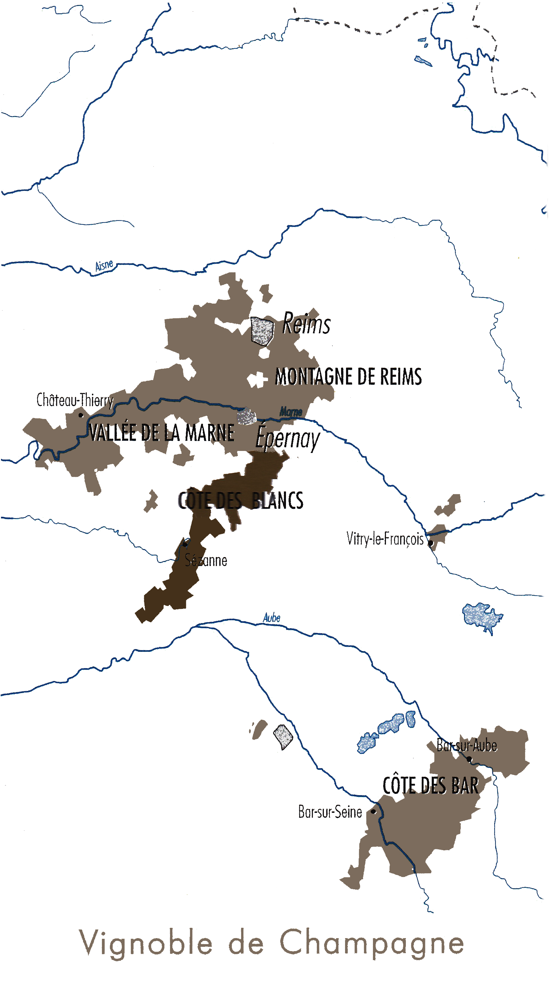 Aisne
Reims
MONTAGNE DE REIMS
Château-Thierry
Marne
VALLÉE DE LA MARNE
Épernay
CÔTE DES BLANCS
Vitry-le-François
Sézanne
Aube
Bar-sur-Aube
CÔTE DES BAR
Bar-sur-Seine
Vignoble de Champagne